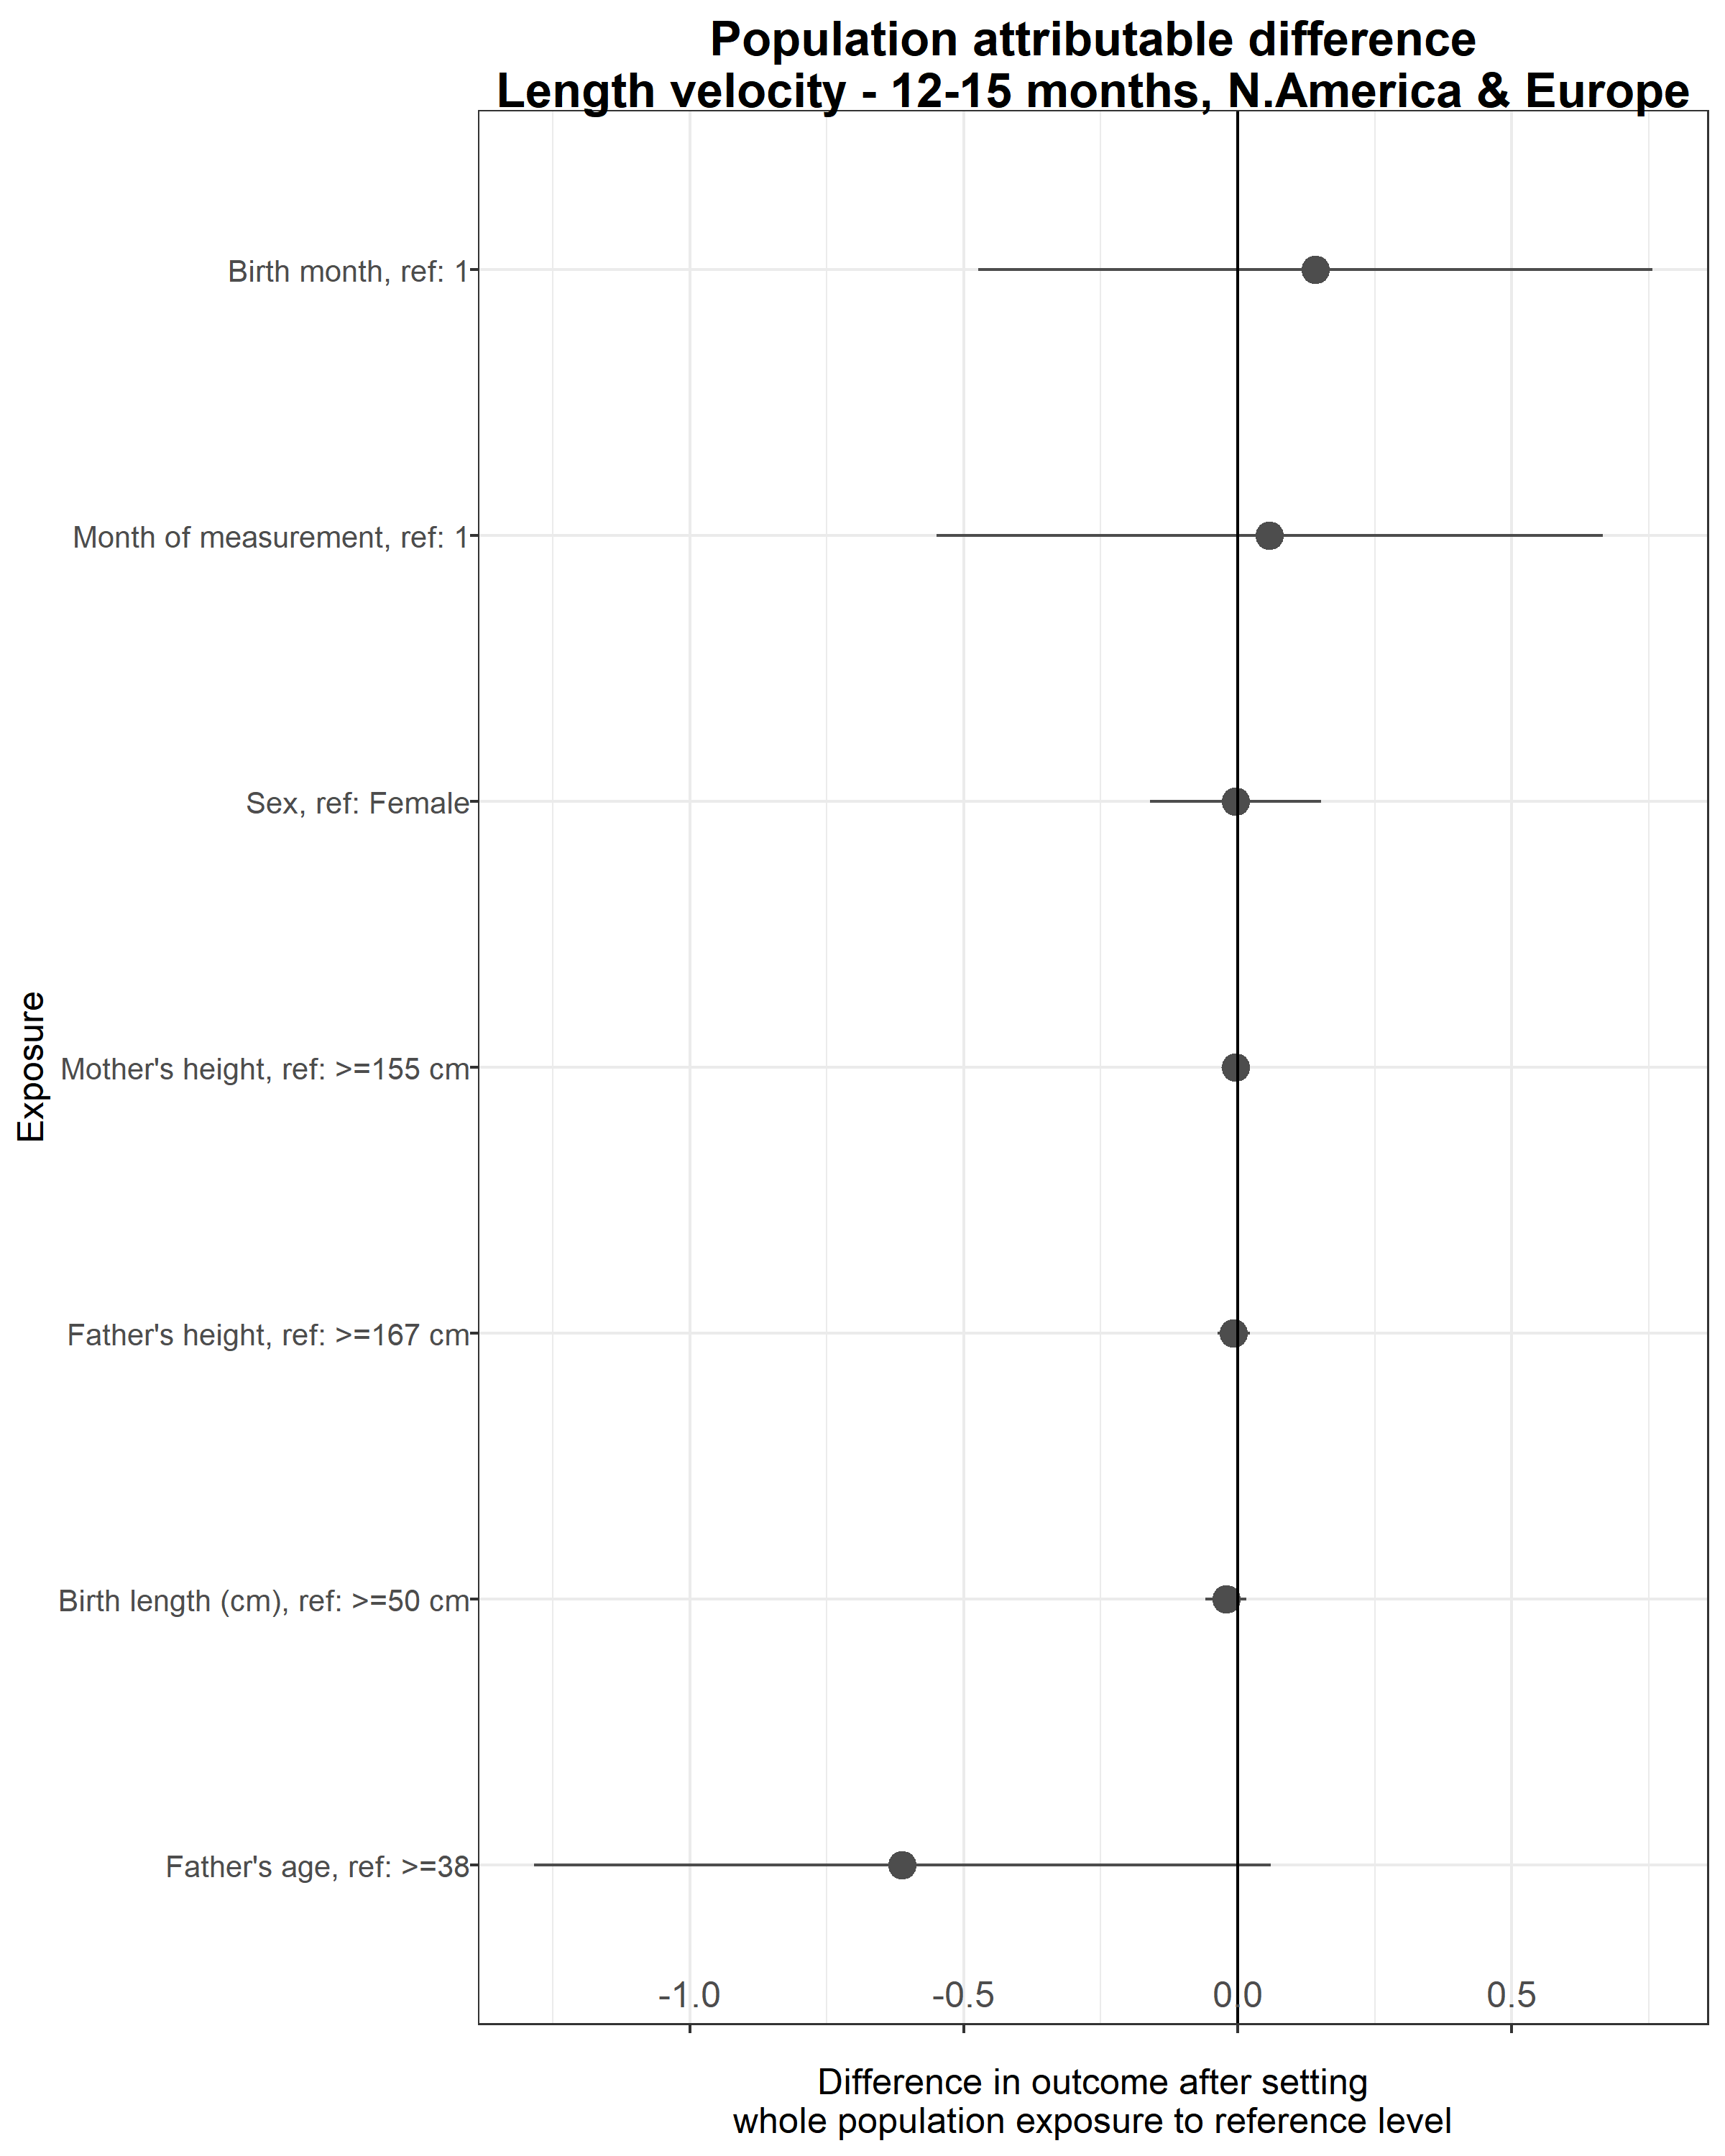 Population attributable difference
Length velocity - 12-15 months, N.America & Europe
Birth month, ref: 1
Month of measurement, ref: 1
Sex, ref: Female
Mother's height, ref: >=155 cm
Father's height, ref: >=167 cm
Birth length (cm), ref: >=50 cm
Father's age, ref: >=38
Exposure
-1.0 -0.5 0.0 0.5
Difference in outcome after setting
whole population exposure to reference level